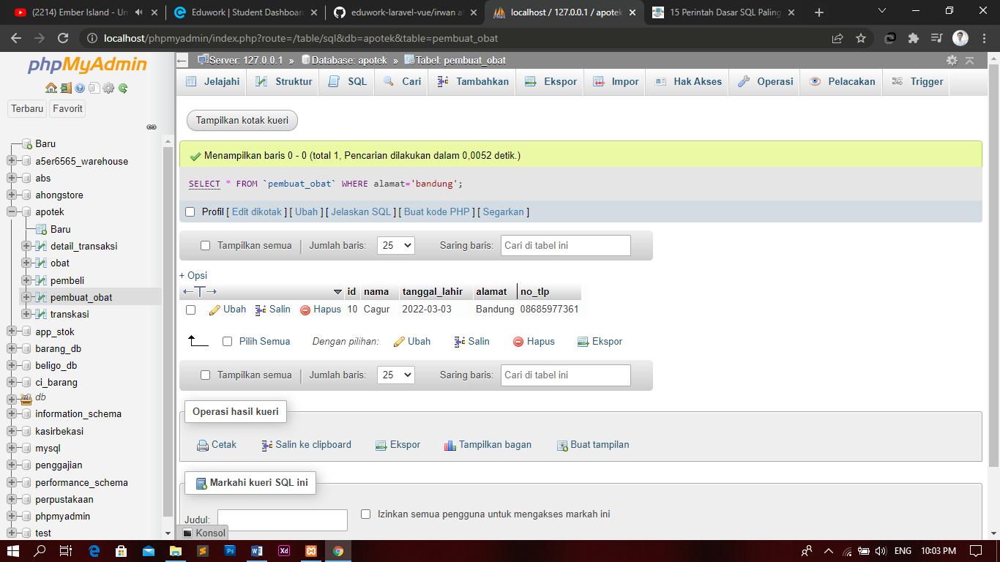 (2214) Ember Island - Un
Eduwork | Student Dashboard
eduwork-laravel-vue/irwan a
localhost / 127.0.0.1 / apotek
15 Perintah Dasar SQL Paling
localhost/phpmyadmin/index.php?route=/table/sql&db=apotek&table=pembuat_obat
phpMyAdmin
Terbaru Favorit
Baru
a5er6565_warehouse
abs
ahongstore
apotek
Baru
detail_transaksi
obat
pembeli
pembuat_obat
transkasi
app_stok
barang_db
beligo_db
ci_barang
db
information_schema
kasirbekasi
mysql
penggajian
performance_schema
perpustakaan
phpmyadmin
test
Server: 127.0.0.1 » Database: apotek » Tabel: pembuat_obat
Jelajahi Struktur SQL Cari Tambahkan Ekspor Impor Hak Akses Operasi Pelacakan Trigger
Tampilkan kotak kueri
Menampilkan baris 0 - 0 (total 1, Pencarian dilakukan dalam 0,0052 detik.)
SELECT * FROM `pembuat_obat` WHERE alamat='bandung';
Profil [ Edit dikotak ] [ Ubah ] [ Jelaskan SQL ] [ Buat kode PHP ] [ Segarkan ]
Tampilkan semua | Jumlah baris: 25 Saring baris: Cari di tabel ini
+ Opsi
←T→ id nama tanggal_lahir alamat no_tlp
Ubah Salin Hapus 10 Cagur 2022-03-03 Bandung 08685977361
Pilih Semua Dengan pilihan: Ubah Salin Hapus Ekspor
Tampilkan semua | Jumlah baris: 25 Saring baris: Cari di tabel ini
Operasi hasil kueri
Cetak Salin ke clipboard Ekspor Tampilkan bagan Buat tampilan
Markahi kueri SQL ini
Judul: Izinkan semua pengguna untuk mengakses markah ini
Konsol
Ps Xd ENG 10:03 PM